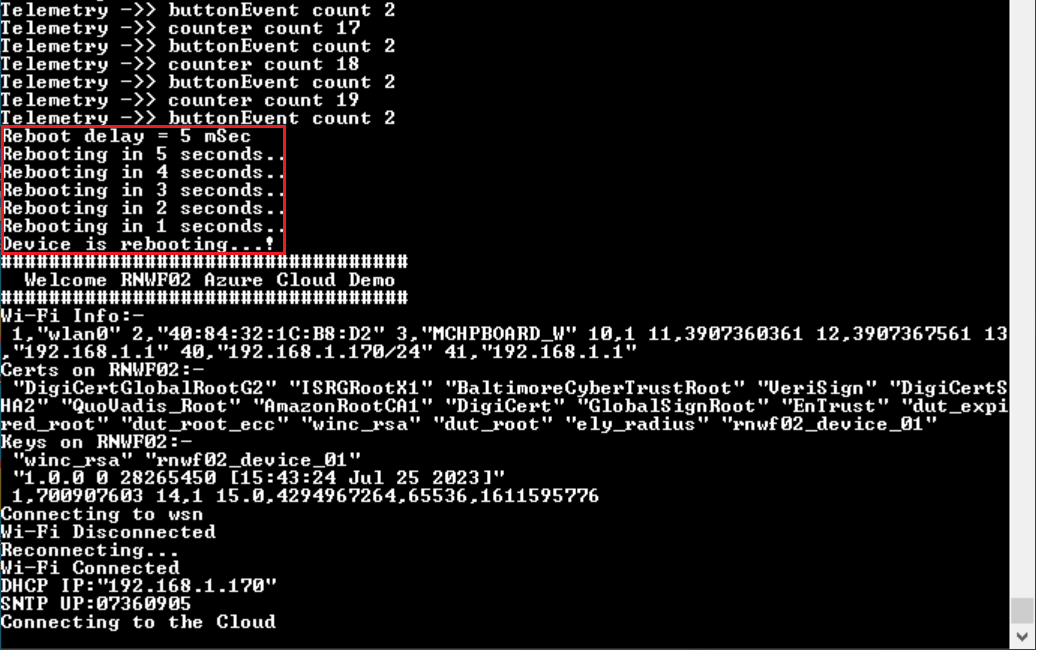 Telemetry ->> buttonEvent count 2
Telemetry ->> counter count 17
Telemetry ->> buttonEvent count 2
Telemetry ->> counter count 18
Telemetry ->> buttonEvent count 2
Telemetry ->> counter count 19
Telemetry ->> buttonEvent count 2
Reboot delay = 5 mSec
Rebooting in 5 seconds..
Rebooting in 4 seconds..
Rebooting in 3 seconds..
Rebooting in 2 seconds..
Rebooting in 1 seconds..
Device is rebooting...!
##################################
  Welcome RNWF02 Azure Cloud Demo
##################################
Wi-Fi Info:-
 1,"wlan0" 2,"40:84:32:1C:B8:D2" 3,"MCHPBOARD_W" 10,1 11,3907360361 12,3907367561 13
,"192.168.1.1" 40,"192.168.1.170/24" 41,"192.168.1.1"
Certs on RNWF02:-
 "DigiCertGlobalRootG2" "ISRGRootX1" "BaltimoreCyberTrustRoot" "VeriSign" "DigiCertS
HA2" "QuoVadis_Root" "AmazonRootCA1" "DigiCert" "GlobalSignRoot" "EnTrust" "dut_expi
red_root" "dut_root_ecc" "winc_rsa" "dut_root" "ely_radius" "rnwf02_device_01"
Keys on RNWF02:-
 "winc_rsa" "rnwf02_device_01"
 "1.0.0 0 28265450 [15:43:24 Jul 25 2023]"
 1,700907603 14,1 15.0,4294967264,65536,1611595776
Connecting to wsn
Wi-Fi Disconnected
Reconnecting...
Wi-Fi Connected
DHCP IP:"192.168.1.170"
SNTP UP:07360905
Connecting to the Cloud